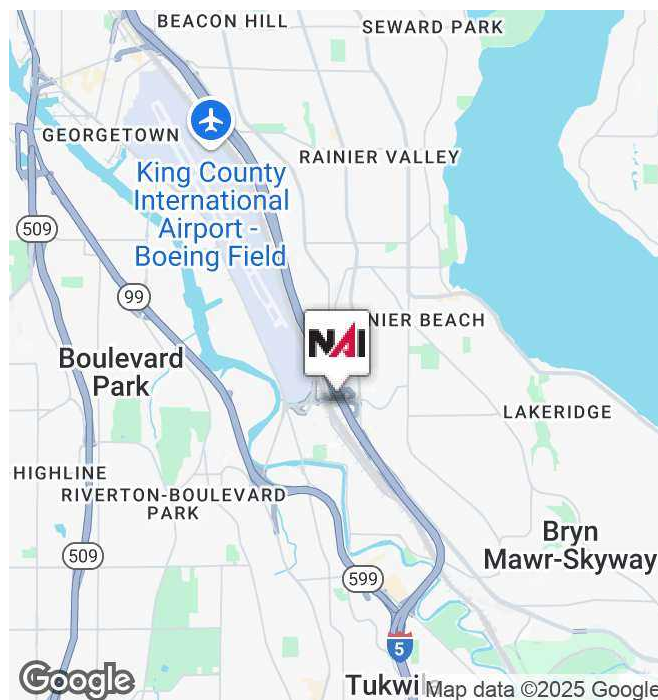 BEACON HILL
SEWARD PARK
GEORGETOWN
RAINIER VALLEY
King County
International
Airport -
Boeing Field
509
99
NIER BEACH
NAI
Boulevard
Park
LAKERIDGE
HIGHLINE
RIVERTON-BOULEVARD
PARK
Bryn
Mawr-Skyway
509
599
5
Google
Tukwil
Map data ©2025 Google